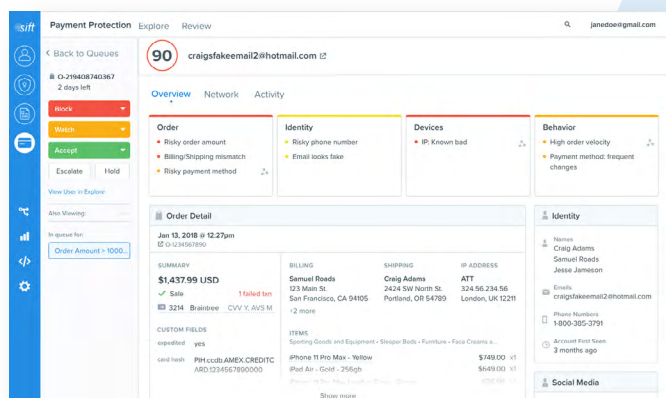 sift
Payment Protection Explore Review
janedoe@gmail.com
< Back to Queues
O-219408740367
2 days left
Block
Watch
Accept
Escalate Hold
View User in Explore
Also Viewing:
In queue for:
Order Amount > 1000...
90 craigsfakeemail2@hotmail.com
Overview Network Activity
Order
• Risky order amount
• Billing/Shipping mismatch
• Risky payment method
Identity
• Risky phone number
• Email looks fake
Devices
• IP: Known bad
Behavior
• High order velocity
• Payment method: frequent
changes
Order Detail
Jan 13, 2018 @ 12:27pm
O-1234567890
SUMMARY
$1,437.99 USD
✓ Sale 1 failed txn
3214 Braintree CVV Y, AVS M
CUSTOM FIELDS
expedited yes
card hash PIH:ccdb:AMEX.CREDITC
ARD:1234567890000
BILLING
Samuel Roads
123 Main St.
San Francisco, CA 94105
+2 more
SHIPPING
Craig Adams
2424 SW North St.
Portland, OR 54789
IP ADDRESS
ATT
324.56.234.56
London, UK 12211
ITEMS
Sporting Goods and Equipment • Sleeper Beds • Furniture • Face Creams a...
iPhone 11 Pro Max - Yellow $749.00 x1
iPad Air - Gold - 256gb $649.00 x1
Show more
Identity
Names
Craig Adams
Samuel Roads
Jesse Jameson
Emails
craigsfakeemail2@hotmail.com
Phone Numbers
1-800-385-3791
Account First Seen
3 months ago
Social Media